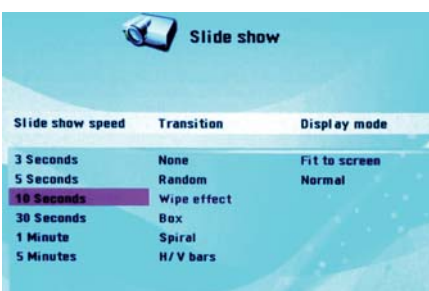 Slide show
Slide show speed Transition Display mode
3 Seconds None Fit to screen
5 Seconds Random Normal
10 Seconds Wipe effect
30 Seconds Box
1 Minute Spiral
5 Minutes H/V bars